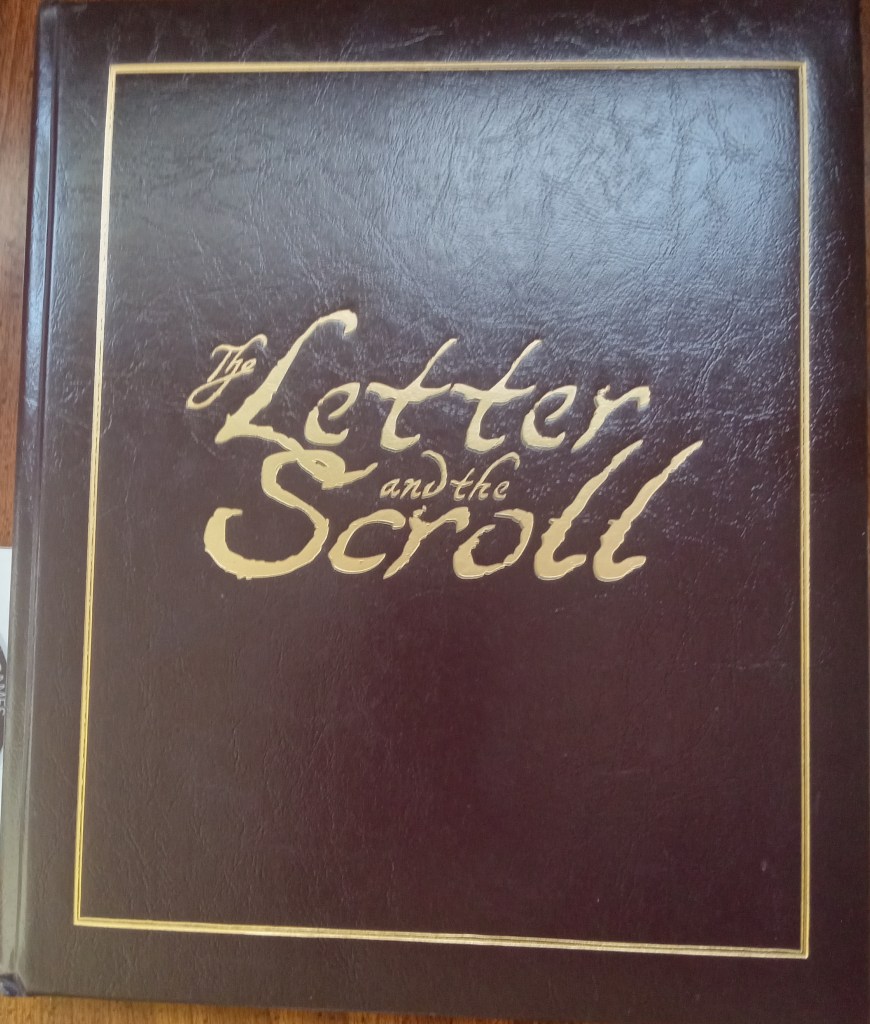 The Letter
and the
Scroll